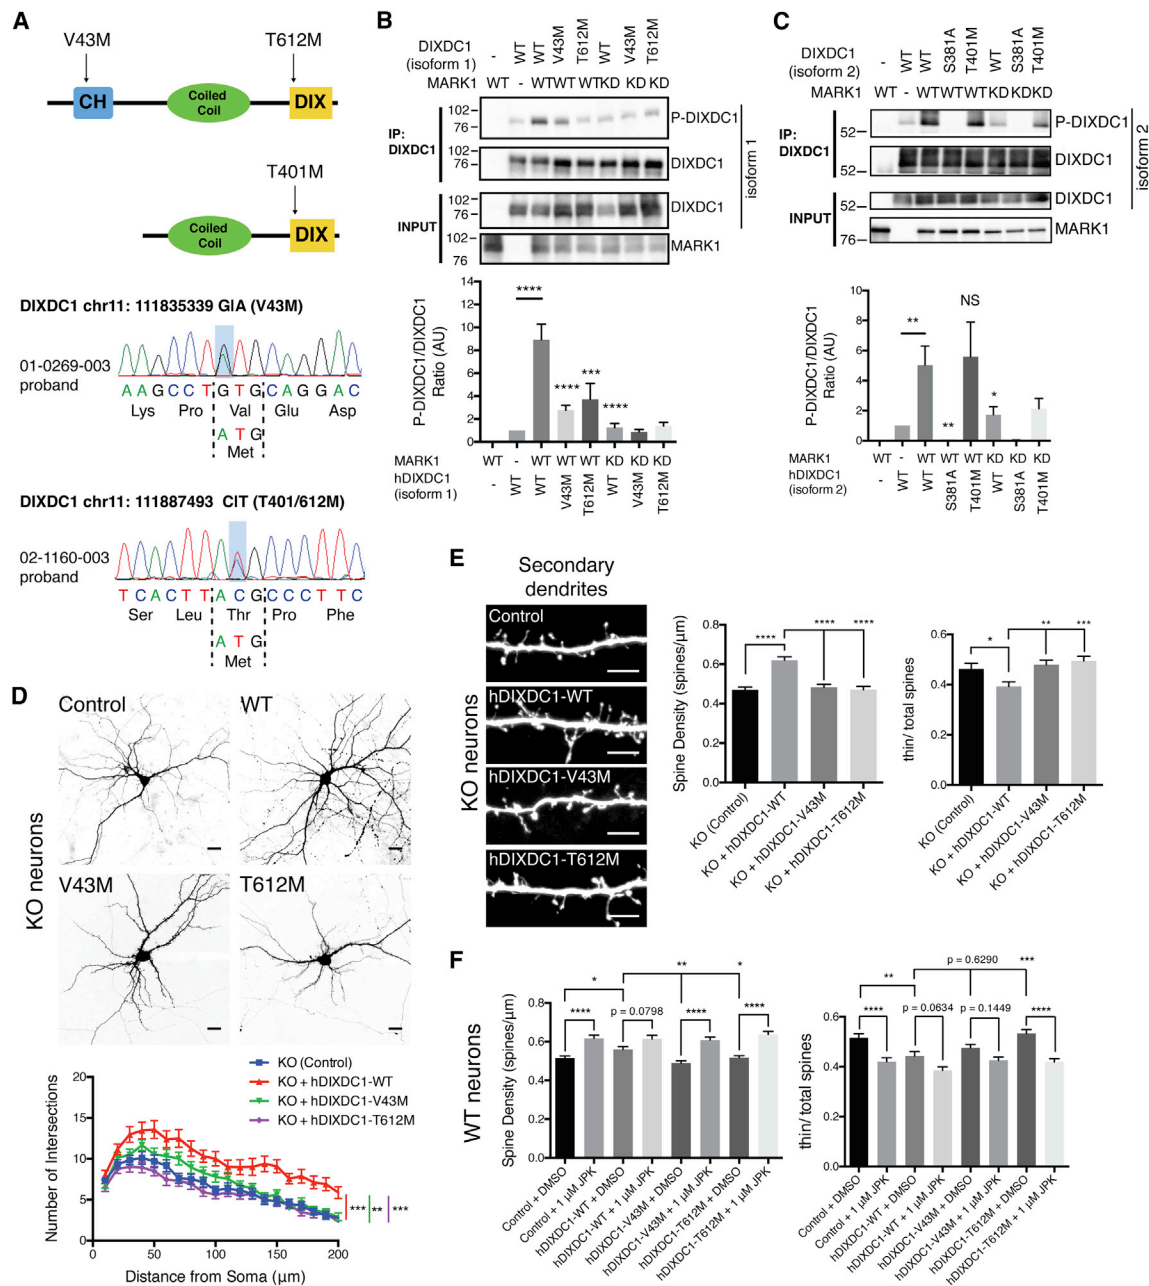 A
V43M
T612M
CH
Coiled
Coil
DIX
T401M
Coiled
Coil
DIX
DIXDC1 chr11: 111835339 G|A (V43M)
01-0269-003
proband
A A G C C T G T G C A G G A C
Lys Pro Val Glu Asp
A T G
Met
DIXDC1 chr11: 111887493 C|T (T401/612M)
02-1160-003
proband
T C A C T T A C G C C C T T C
Ser Leu Thr Pro Phe
A T G
Met
B
DIXDC1
(isoform 1)
- WT WT V43M T612M WT V43M T612M
MARK1 WT - WT WT WT KD KD KD
IP:
DIXDC1
102
76
P-DIXDC1
102
76
DIXDC1
INPUT
102
76
DIXDC1
102
76
MARK1
isoform 1
P-DIXDC1/DIXDC1
Ratio (AU)
14
12
10
8
6
4
2
0
****
****
***
****
MARK1 WT - WT WT WT KD KD KD
hDIXDC1
(isoform 1)
- WT WT V43M T612M WT V43M T612M
C
DIXDC1
(isoform 2)
- WT WT S381A T401M WT S381A T401M
MARK1 WT - WT WT WT KD KD KD
IP:
DIXDC1
52
P-DIXDC1
52
DIXDC1
INPUT
52
DIXDC1
76
MARK1
isoform 2
P-DIXDC1/DIXDC1
Ratio (AU)
10
8
6
4
2
0
**
**
NS
*
MARK1 WT - WT WT WT KD KD KD
hDIXDC1
(isoform 2)
- WT WT S381A T401M WT S381A T401M
D
KO neurons
Control
WT
V43M
T612M
KO (Control)
KO + hDIXDC1-WT
KO + hDIXDC1-V43M
KO + hDIXDC1-T612M
Number of Intersections
20
15
10
5
0
*** ** ***
0 50 100 150 200
Distance from Soma (µm)
E
Secondary
dendrites
KO neurons
Control
hDIXDC1-WT
hDIXDC1-V43M
hDIXDC1-T612M
Spine Density (spines/µm)
0.8
0.6
0.4
0.2
0.0
**** **** ****
KO (Control)
KO + hDIXDC1-WT
KO + hDIXDC1-V43M
KO + hDIXDC1-T612M
thin/ total spines
0.6
0.4
0.2
0.0
* ** ***
KO (Control)
KO + hDIXDC1-WT
KO + hDIXDC1-V43M
KO + hDIXDC1-T612M
F
WT neurons
Spine Density (spines/µm)
0.8
0.6
0.4
0.2
0.0
* ** *
**** p = 0.0798 **** ****
Control + DMSO
Control + 1 µM JPK
hDIXDC1-WT + DMSO
hDIXDC1-WT + 1 µM JPK
hDIXDC1-V43M + DMSO
hDIXDC1-V43M + 1 µM JPK
hDIXDC1-T612M + DMSO
hDIXDC1-T612M + 1 µM JPK
thin/ total spines
0.6
0.4
0.2
0.0
** p = 0.6290 ***
**** p = 0.0634 p = 0.1449 ****
Control + DMSO
Control + 1 µM JPK
hDIXDC1-WT + DMSO
hDIXDC1-WT + 1 µM JPK
hDIXDC1-V43M + DMSO
hDIXDC1-V43M + 1 µM JPK
hDIXDC1-T612M + DMSO
hDIXDC1-T612M + 1 µM JPK